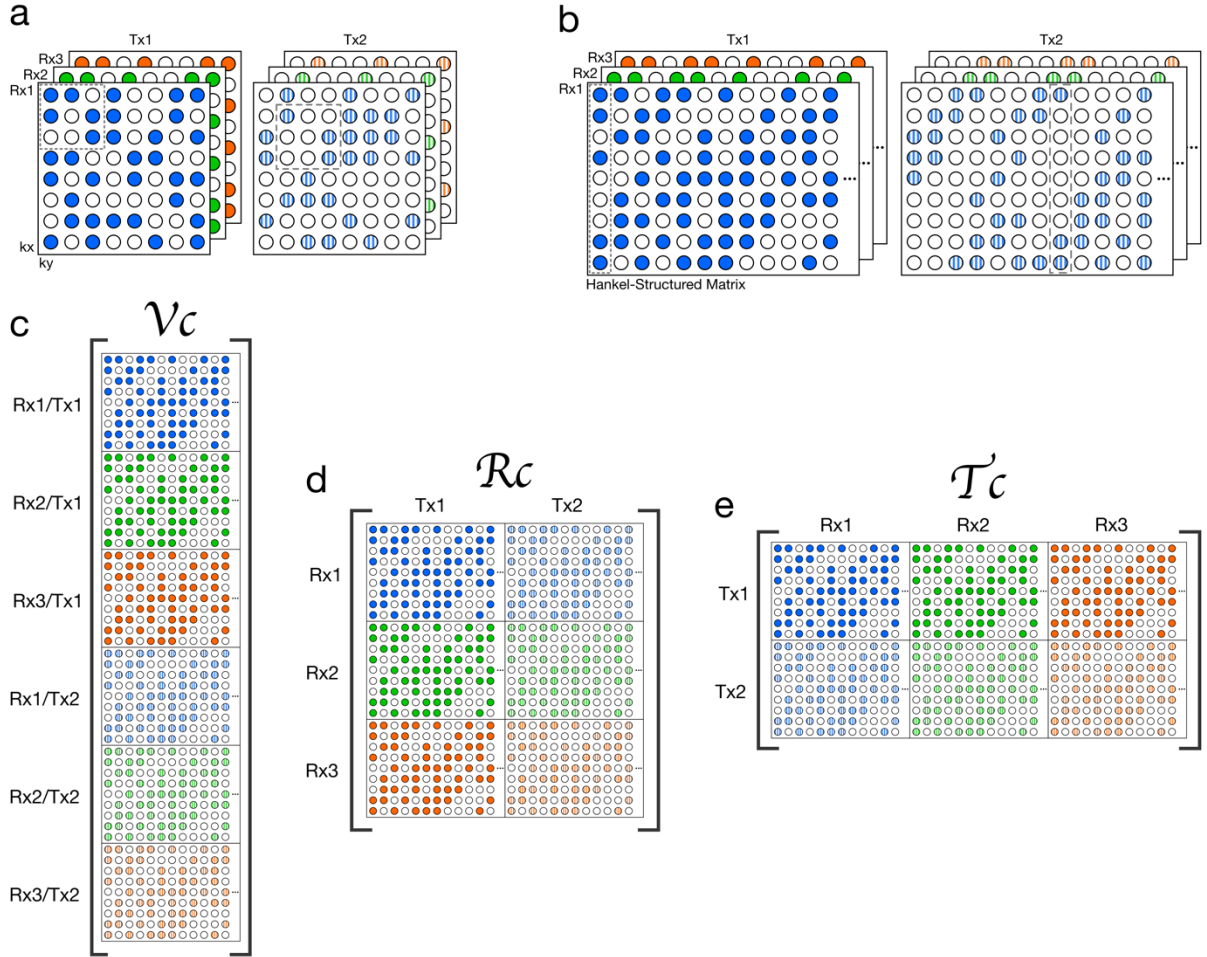 a
Tx1
Tx2
Rx3
Rx2
Rx1
kx
ky
b
Tx1
Tx2
Rx3
Rx2
Rx1
...
...
...
...
Hankel-Structured Matrix
c
Vc
Rx1/Tx1
Rx2/Tx1
Rx3/Tx1
Rx1/Tx2
Rx2/Tx2
Rx3/Tx2
d
Rc
Tx1 Tx2
Rx1
Rx2
Rx3
e
Tc
Rx1 Rx2 Rx3
Tx1
Tx2